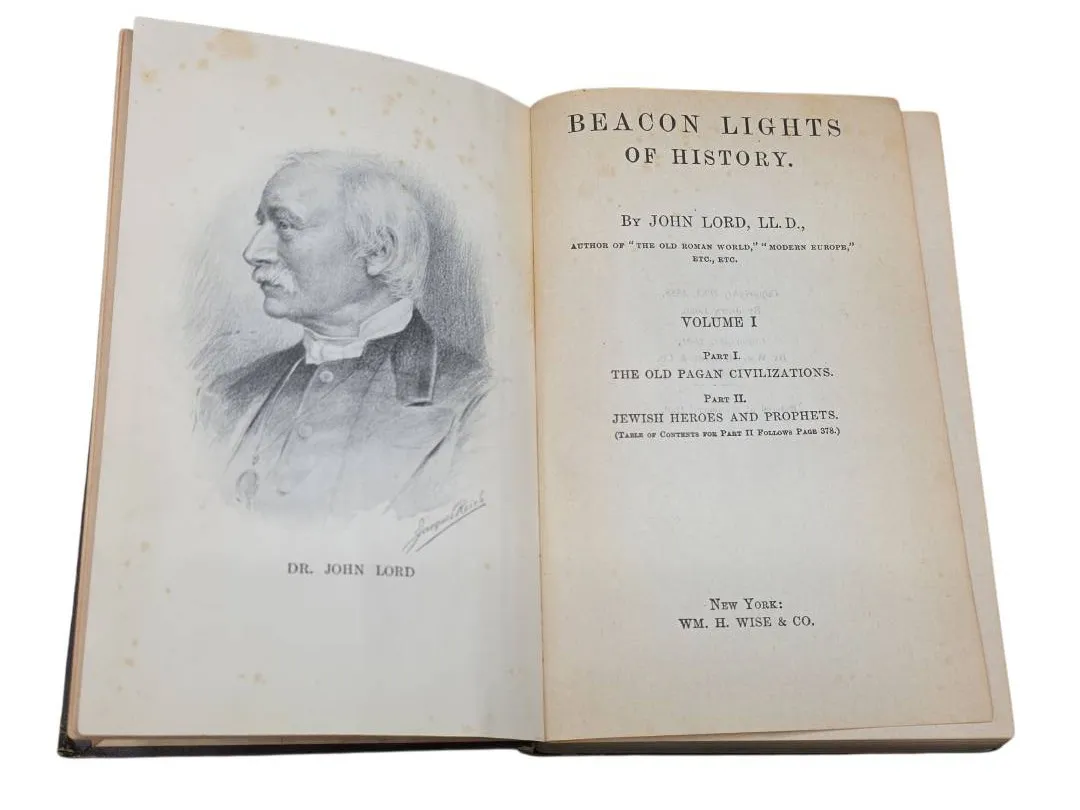 Jacques Reich
DR. JOHN LORD
BEACON LIGHTS
OF HISTORY.
BY JOHN LORD, LL. D.,
AUTHOR OF "THE OLD ROMAN WORLD," "MODERN EUROPE,"
ETC., ETC.
VOLUME I
PART I.
THE OLD PAGAN CIVILIZATIONS.
PART II.
JEWISH HEROES AND PROPHETS.
(TABLE OF CONTENTS FOR PART II FOLLOWS PAGE 378.)
NEW YORK:
WM. H. WISE & CO.